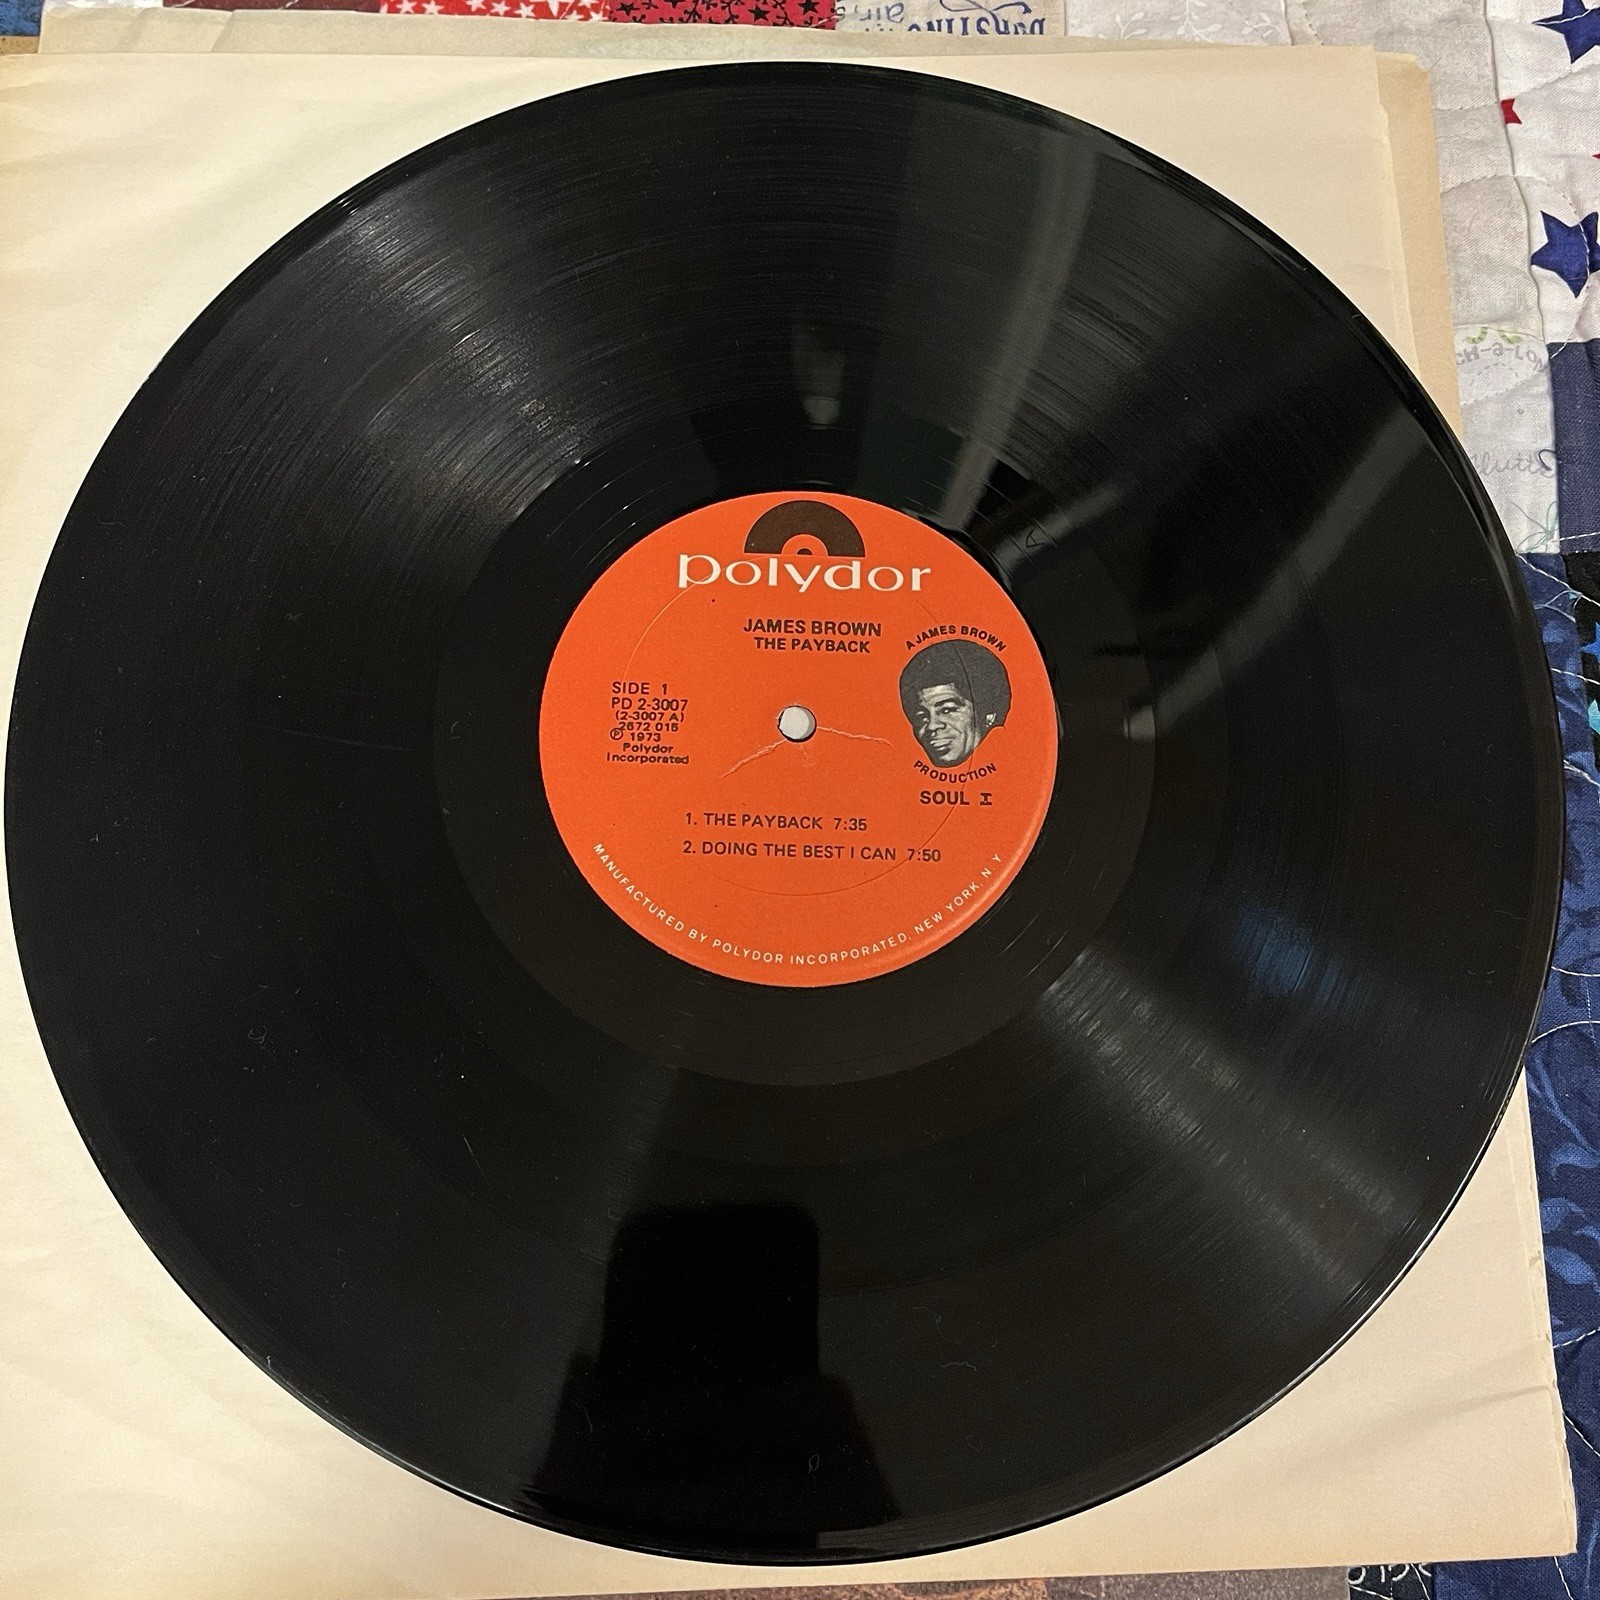 polydor
JAMES BROWN
THE PAYBACK
A JAMES BROWN
PRODUCTION
SOUL I
SIDE 1
PD 2-3007
(2-3007 A)
2672 015
℗ 1973
Polydor
Incorporated
1. THE PAYBACK 7:35
2. DOING THE BEST I CAN 7:50
MANUFACTURED BY POLYDOR INCORPORATED, NEW YORK, N.Y